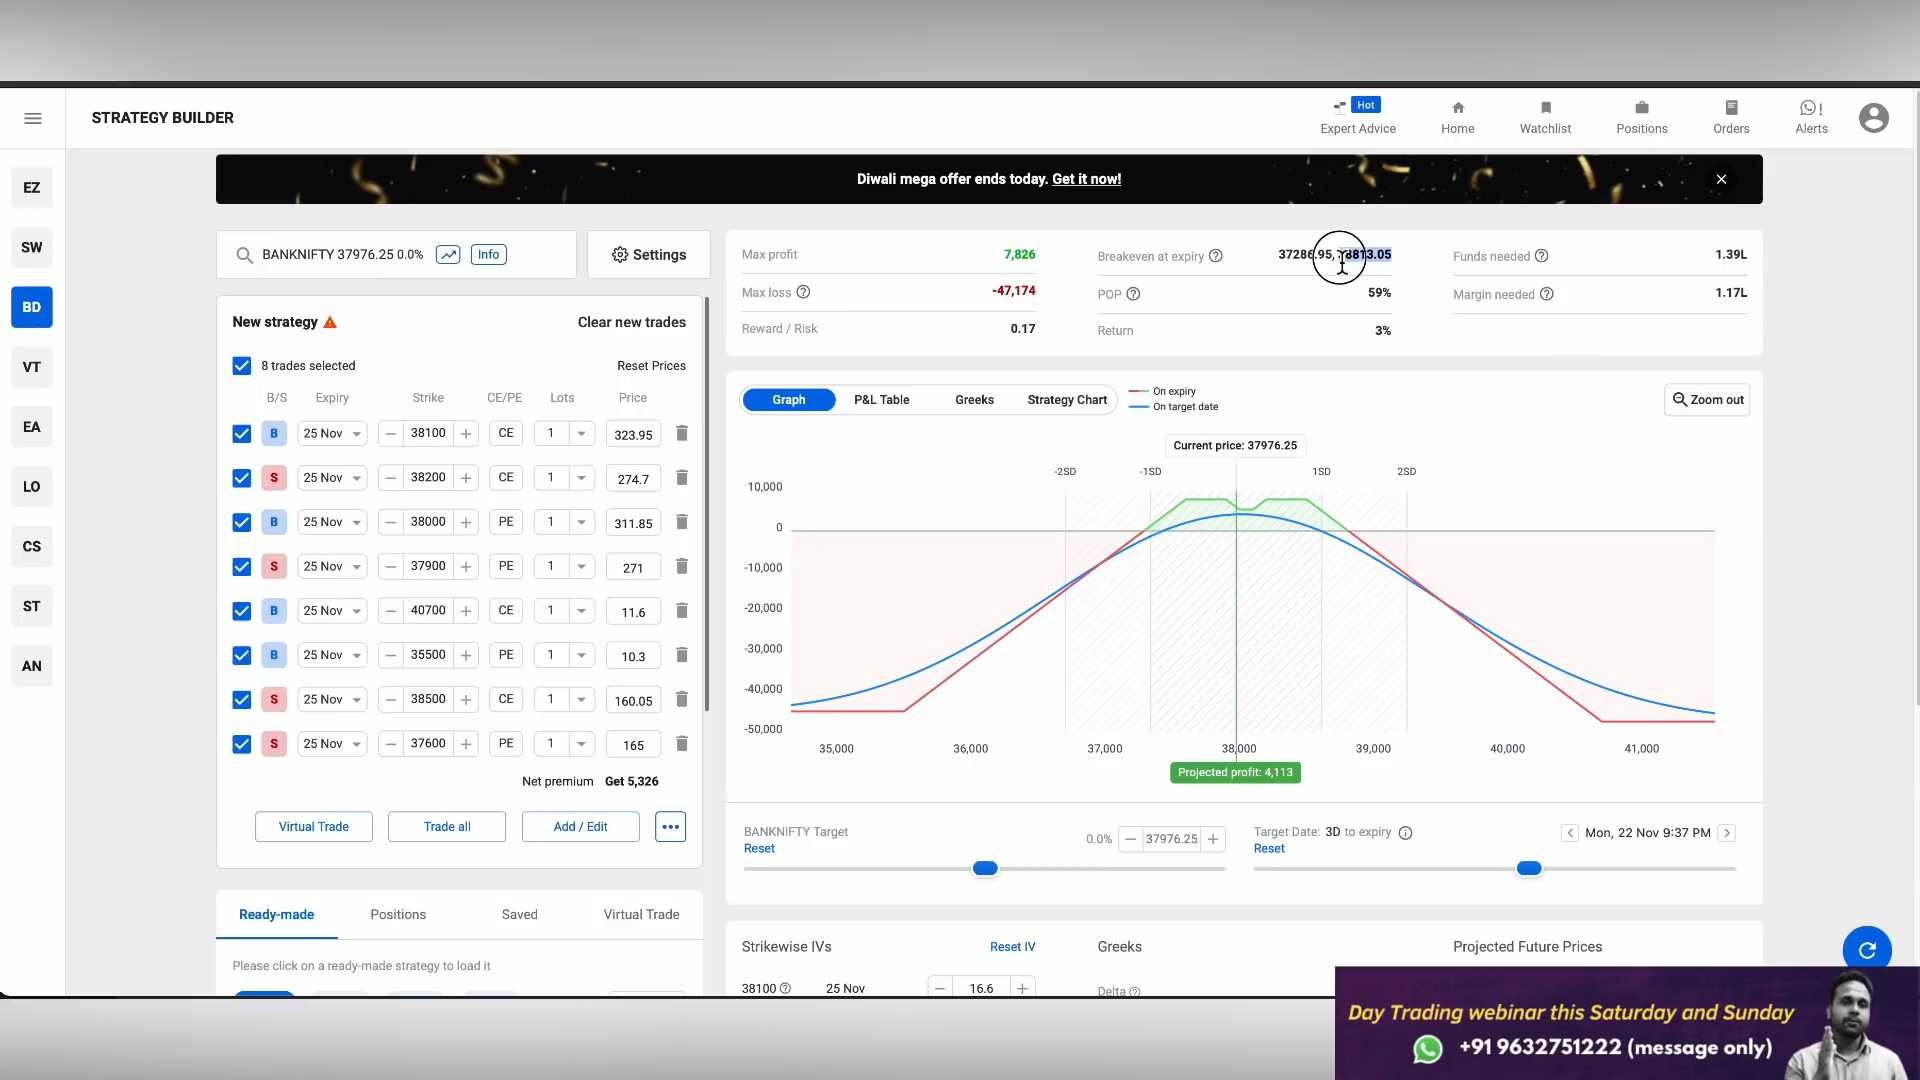 STRATEGY BUILDER
Hot
Expert Advice
Home
Watchlist
Positions
Orders
Alerts
EZ
SW
BD
VT
EA
LO
CS
ST
AN
Diwali mega offer ends today. Get it now!
BANKNIFTY 37976.25 0.0% Info
Settings
New strategy
Clear new trades
8 trades selected
Reset Prices
B/S Expiry Strike CE/PE Lots Price
B 25 Nov 38100 CE 1 323.95
S 25 Nov 38200 CE 1 274.7
B 25 Nov 38000 PE 1 311.85
S 25 Nov 37900 PE 1 271
B 25 Nov 40700 CE 1 11.6
B 25 Nov 35500 PE 1 10.3
S 25 Nov 38500 CE 1 160.05
S 25 Nov 37600 PE 1 165
Net premium Get 5,326
Virtual Trade
Trade all
Add / Edit
Ready-made
Positions
Saved
Virtual Trade
Please click on a ready-made strategy to load it
Max profit 7,826
Max loss -47,174
Reward / Risk 0.17
Breakeven at expiry 37286.95, 8813.05
POP 59%
Return 3%
Funds needed 1.39L
Margin needed 1.17L
Graph
P&L Table
Greeks
Strategy Chart
On expiry
On target date
Zoom out
Current price: 37976.25
-2SD -1SD 1SD 2SD
10,000
0
-10,000
-20,000
-30,000
-40,000
-50,000
35,000 36,000 37,000 38,000 39,000 40,000 41,000
Projected profit: 4,113
BANKNIFTY Target
Reset
0.0% 37976.25
Target Date: 3D to expiry
Reset
Mon, 22 Nov 9:37 PM
Strikewise IVs
Reset IV
Greeks
Projected Future Prices
38100 25 Nov 16.6
Delta
Day Trading webinar this Saturday and Sunday
+91 9632751222 (message only)